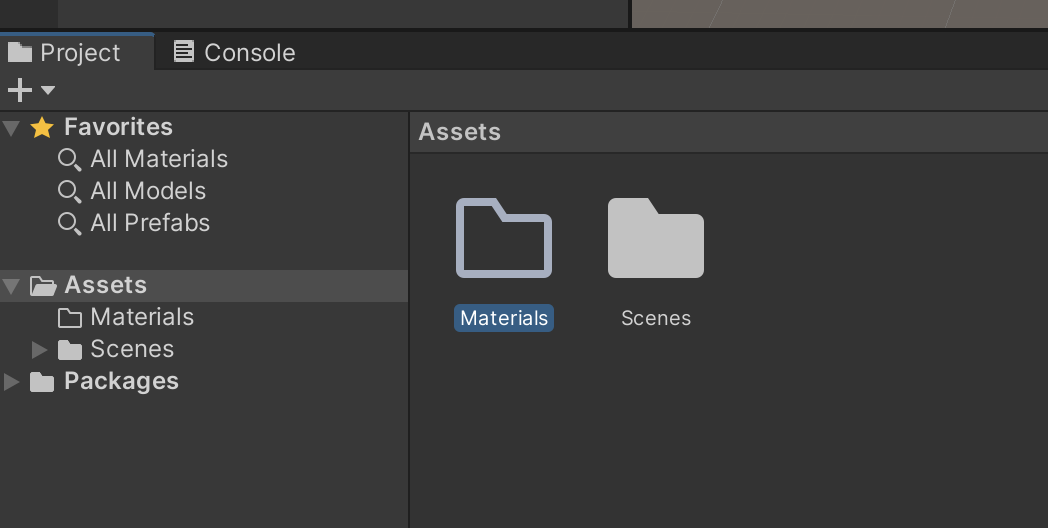 Project
Console
Favorites
All Materials
All Models
All Prefabs
Assets
Materials
Scenes
Packages
Assets
Materials
Scenes